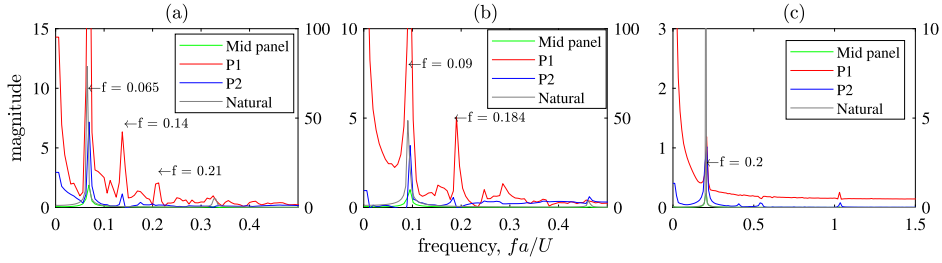 (a)
15
10
5
0
100
50
0
Mid panel
P1
P2
Natural
←f = 0.065
←f = 0.14
←f = 0.21
0
0.1
0.2
0.3
0.4
magnitude
(b)
10
5
0
100
50
0
Mid panel
P1
P2
Natural
←f = 0.09
←f = 0.184
0
0.1
0.2
0.3
0.4
frequency, fa/U
(c)
3
2
1
0
10
5
0
Mid panel
P1
P2
Natural
←f = 0.2
0
0.5
1
1.5